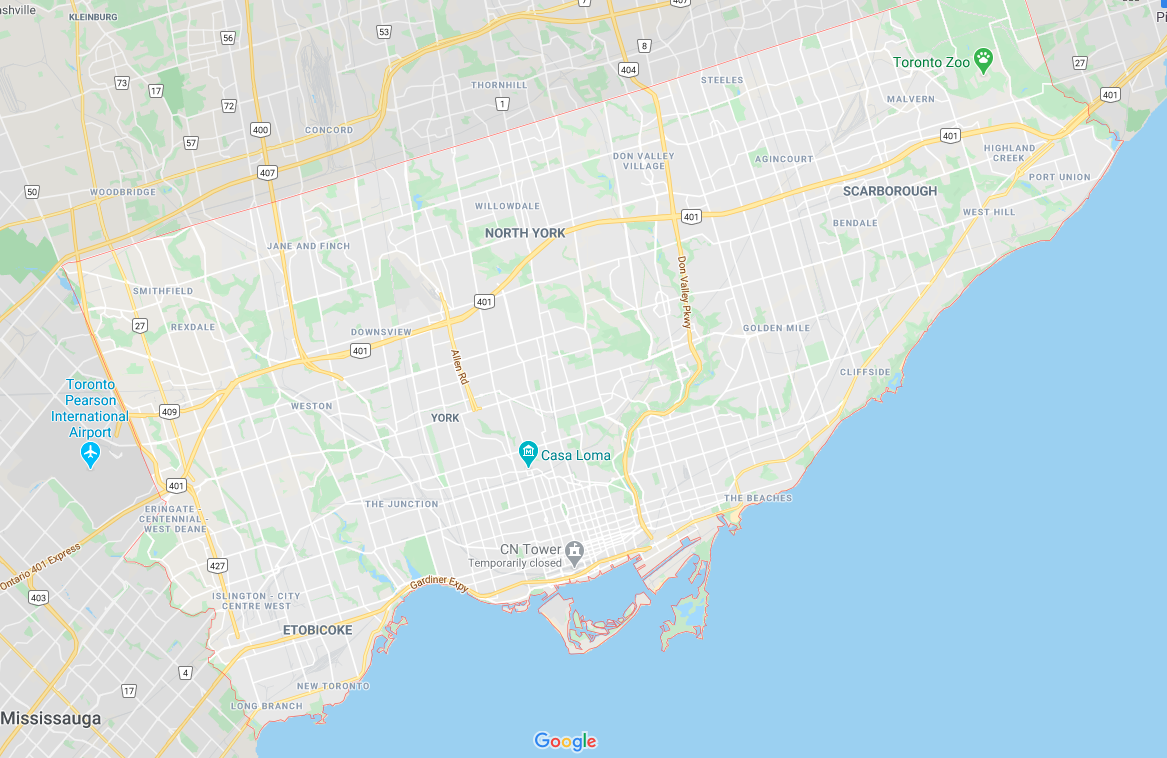 ashville
KLEINBURG
7
407
56
53
8
404
STEELES
Toronto Zoo
27
Pi
73
17
THORNHILL
1
MALVERN
401
72
400
CONCORD
57
401
407
DON VALLEY
VILLAGE
AGINCOURT
HIGHLAND
CREEK
50
WOODBRIDGE
SCARBOROUGH
PORT UNION
WILLOWDALE
401
WEST HILL
NORTH YORK
BENDALE
JANE AND FINCH
SMITHFIELD
Don Valley Pkwy
401
27
REXDALE
DOWNSVIEW
GOLDEN MILE
401
Allen Rd
CLIFFSIDE
Toronto
Pearson
International
Airport
409
WESTON
YORK
Casa Loma
401
THE JUNCTION
THE BEACHES
ERINGATE -
CENTENNIAL -
WEST DEANE
CN Tower
Temporarily closed
Ontario 401 Express
427
Gardiner Expy
403
ISLINGTON - CITY
CENTRE WEST
ETOBICOKE
4
17
NEW TORONTO
LONG BRANCH
Mississauga
Google